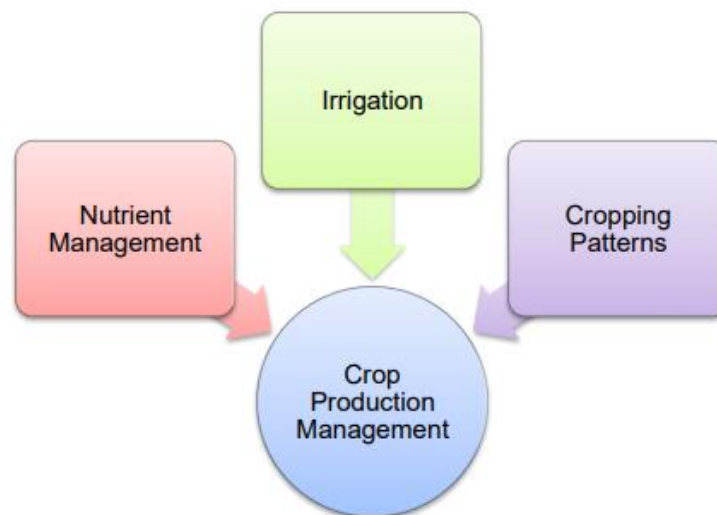 Irrigation
Nutrient
Management
Cropping
Patterns
Crop
Production
Management